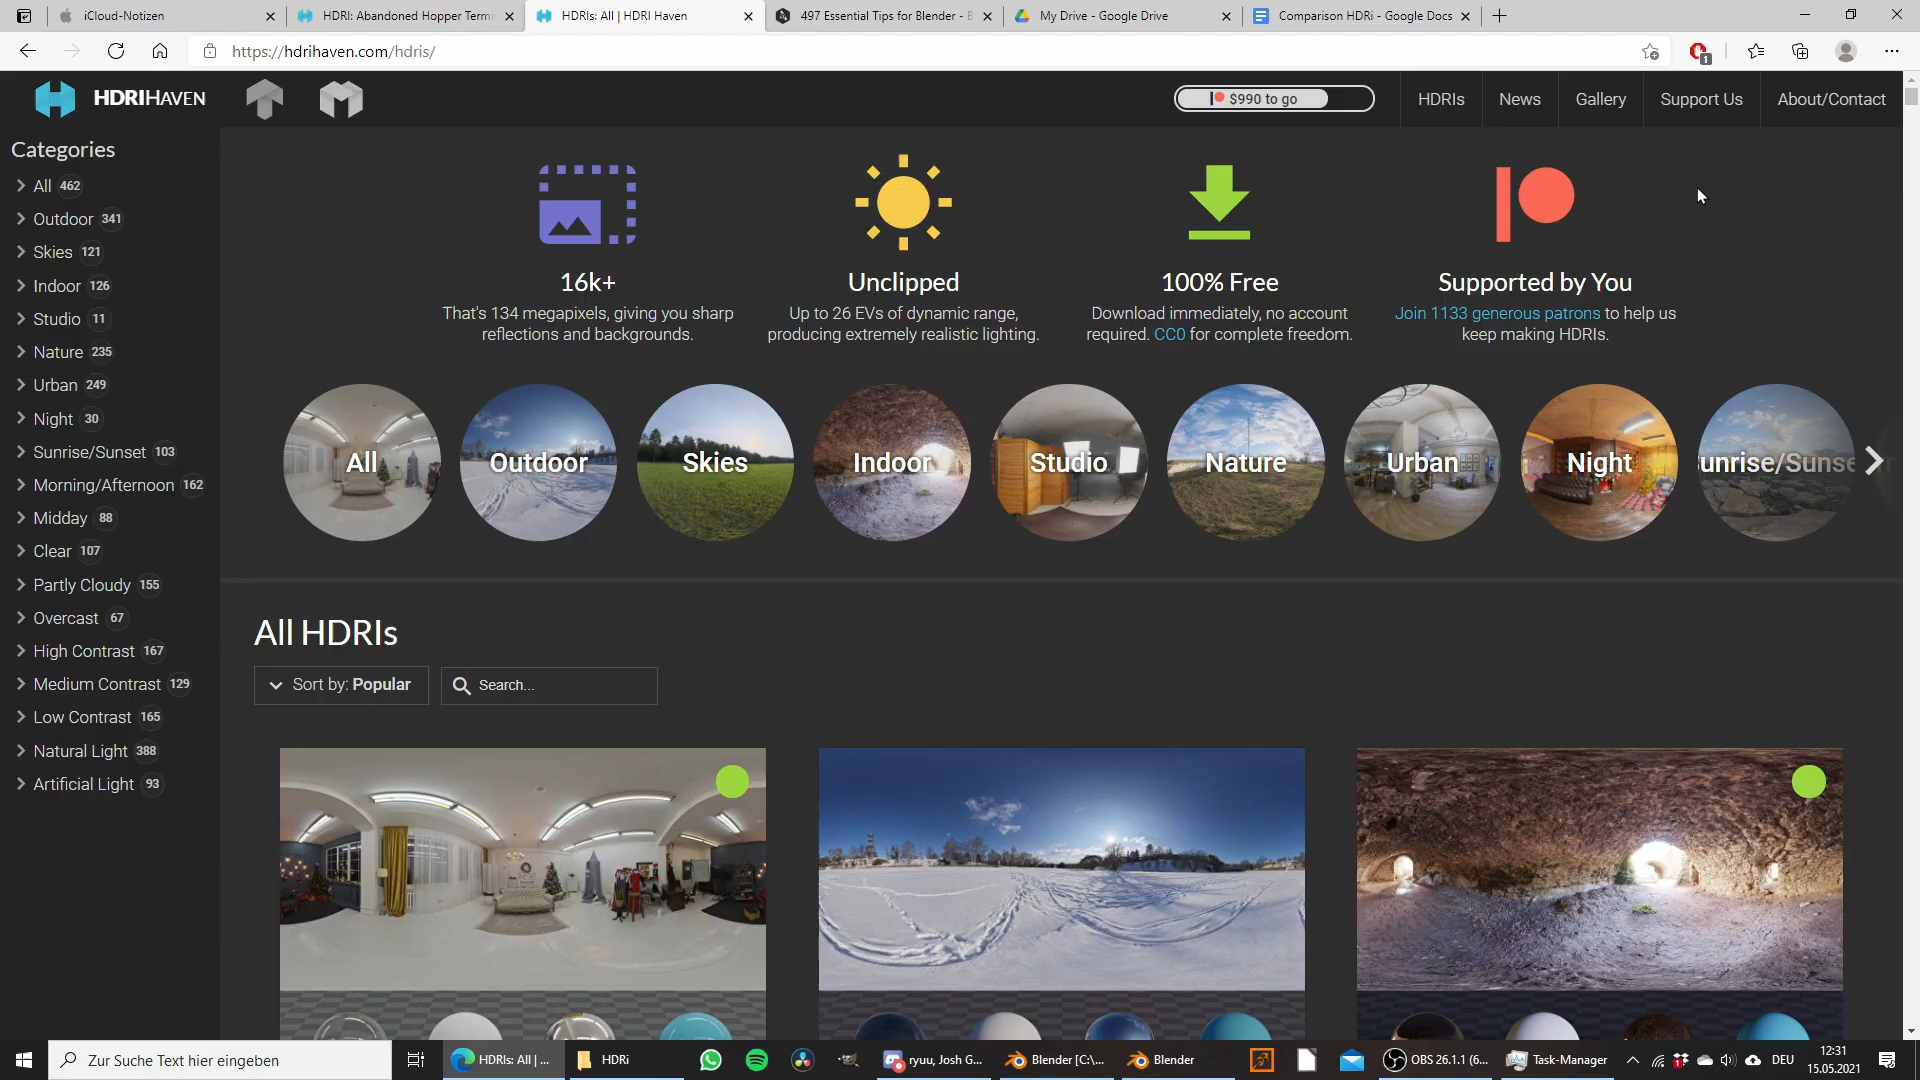 iCloud-Notizen
HDRI: Abandoned Hopper Termi
HDRIs: All | HDRI Haven
497 Essential Tips for Blender - B
My Drive - Google Drive
Comparison HDRi - Google Docs
https://hdrihaven.com/hdris/
1
HDRIHAVEN
$990 to go
HDRIs
News
Gallery
Support Us
About/Contact
Categories
All 462
Outdoor 341
Skies 121
Indoor 126
Studio 11
Nature 235
Urban 249
Night 30
Sunrise/Sunset 103
Morning/Afternoon 162
Midday 88
Clear 107
Partly Cloudy 155
Overcast 67
High Contrast 167
Medium Contrast 129
Low Contrast 165
Natural Light 388
Artificial Light 93
16k+
That's 134 megapixels, giving you sharp
reflections and backgrounds.
Unclipped
Up to 26 EVs of dynamic range,
producing extremely realistic lighting.
100% Free
Download immediately, no account
required. CC0 for complete freedom.
Supported by You
Join 1133 generous patrons to help us
keep making HDRIs.
All
Outdoor
Skies
Indoor
Studio
Nature
Urban
Night
unrise/Sunse
All HDRIs
Sort by: Popular
Search...
Zur Suche Text hier eingeben
HDRIs: All | ...
HDRi
ryuu, Josh G...
Blender [C:\...
Blender
OBS 26.1.1 (6...
Task-Manager
DEU
12:31
15.05.2021